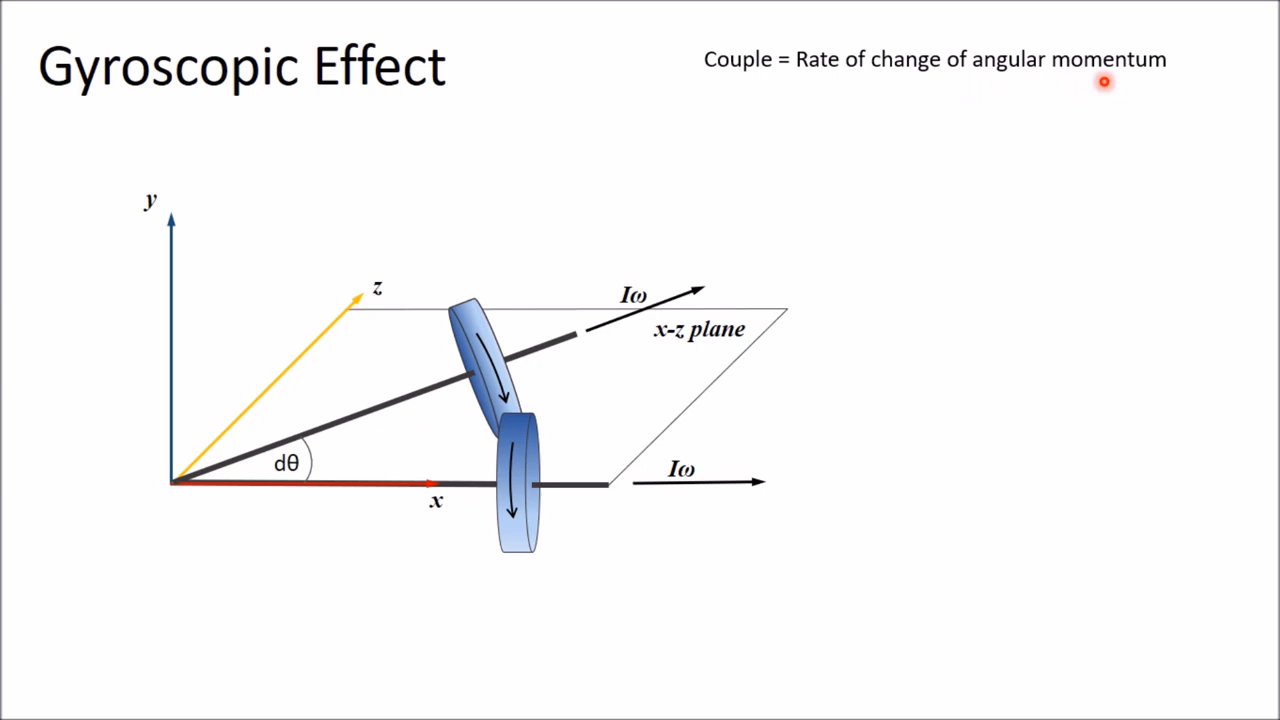 Gyroscopic Effect
Couple = Rate of change of angular momentum
y
z
Iω
x-z plane
dθ
Iω
x